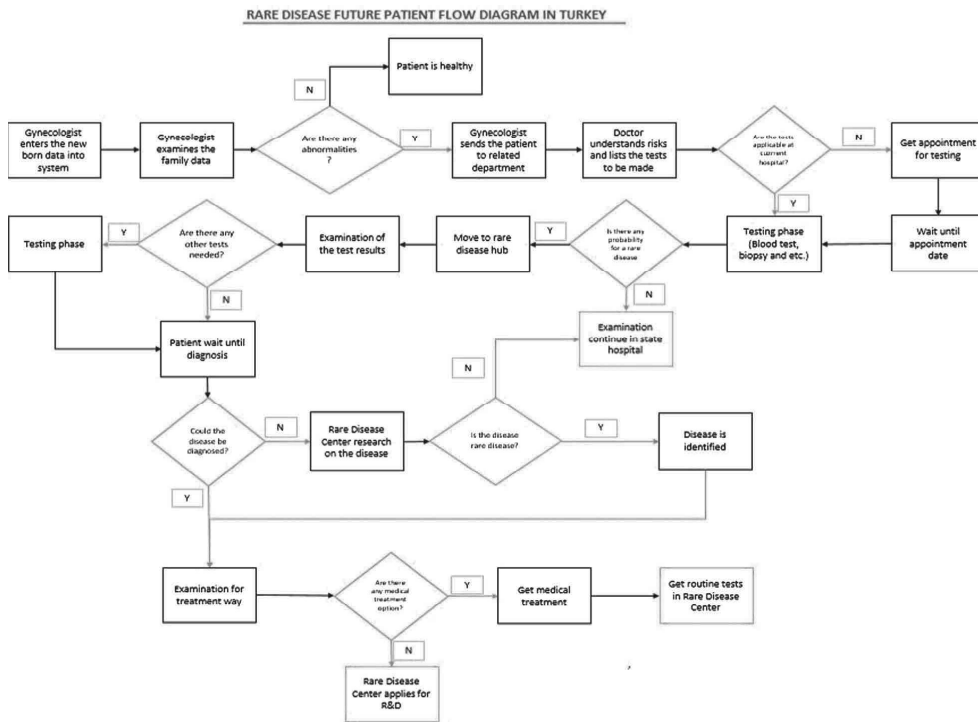 RARE DISEASE FUTURE PATIENT FLOW DIAGRAM IN TURKEY
Patient is healthy
N
Gynecologist
enters the new
born data into
system
Gynecologist
examines the
family data
Are there any
abnormalities
?
Y
Gynecologist
sends the patient
to related
department
Doctor
understands risks
and lists the tests
to be made
Are the tests
applicable at
current hospital?
N
Get appointment
for testing
Y
Testing phase
Y
Are there any
other tests
needed?
Examination of
the test results
Move to rare
disease hub
Y
Is there any
probability
for a rare
disease
Testing phase
(Blood test,
biopsy and etc.)
Wait until
appointment
date
N
N
Patient wait until
diagnosis
Examination
continue in state
hospital
N
Could the
disease be
diagnosed?
N
Rare Disease
Center research
on the disease
Is the disease
rare disease?
Y
Disease is
identified
Y
Examination for
treatment way
Are there
any medical
treatment
option?
Y
Get medical
treatment
Get routine tests
in Rare Disease
Center
N
Rare Disease
Center applies for
R&D